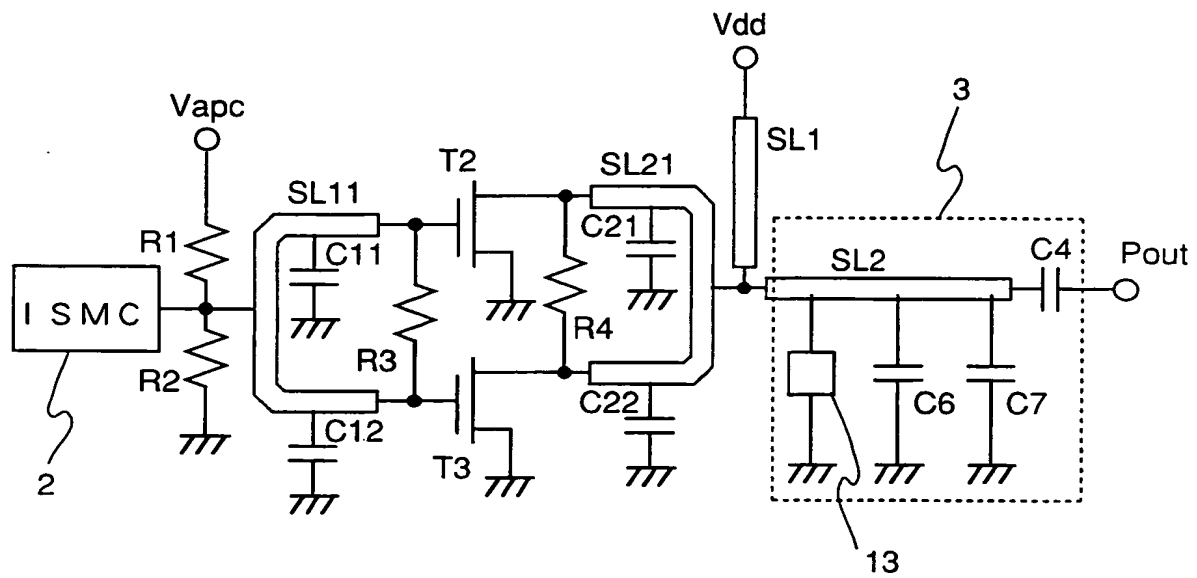 Vdd
3
Vapc
SL1
T2
SL21
SL11
C21
R1
C11
C4
Pout
SL2
ISMC
R4
R3
R2
C22
C6
C7
C12
T3
2
13